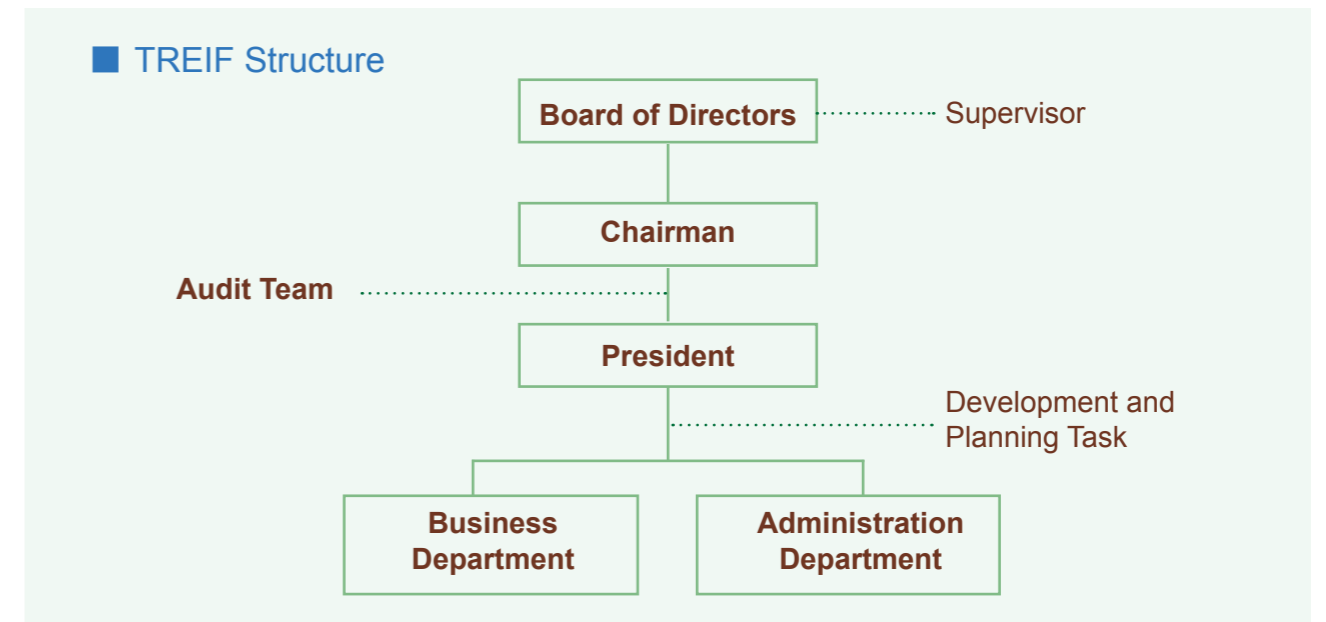 TREIF Structure
Board of Directors
Supervisor
Chairman
Audit Team
President
Development and
Planning Task
Business
Department
Administration
Department